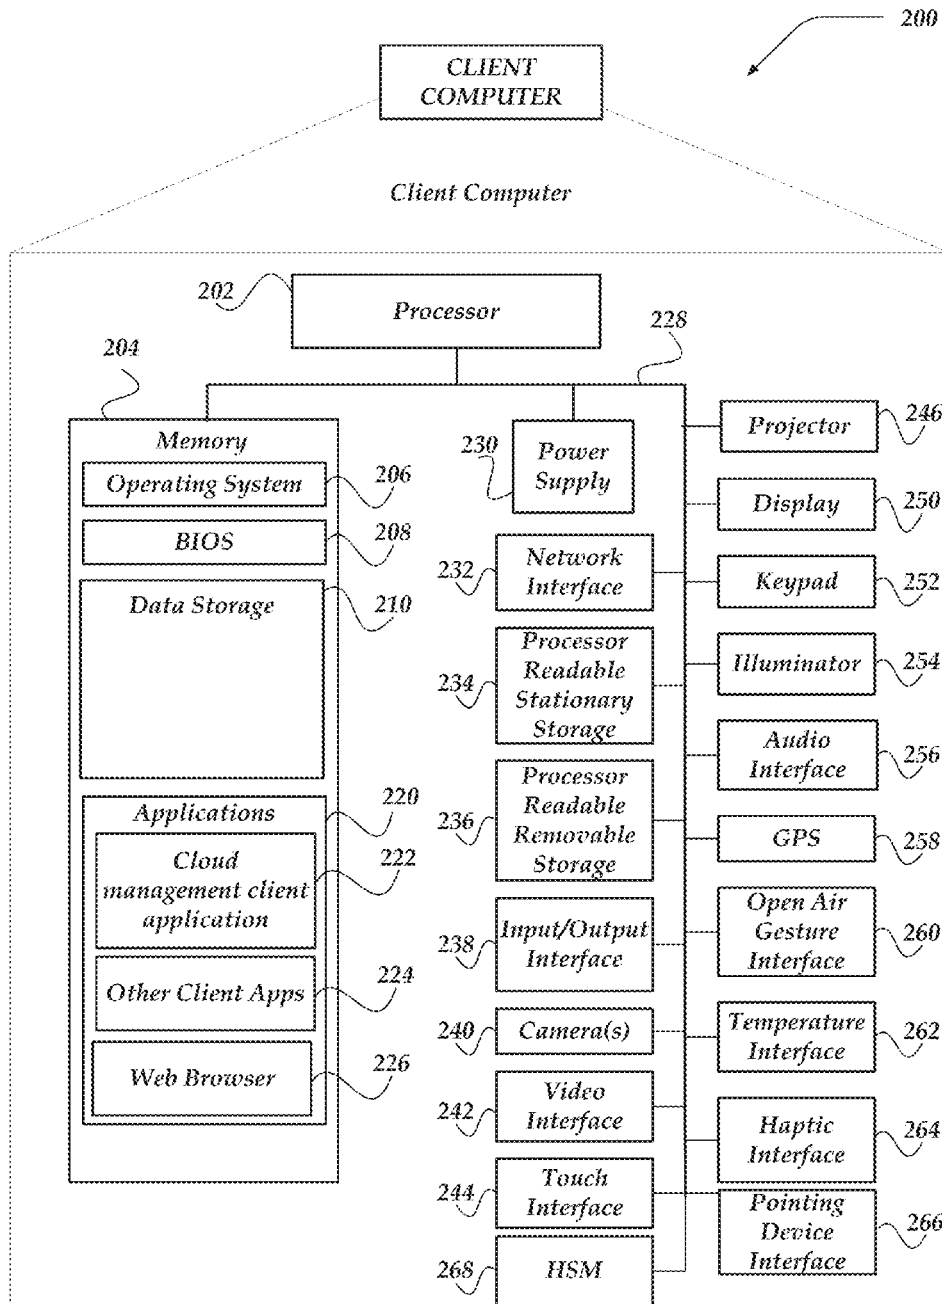 200
CLIENT
COMPUTER
Client Computer
202
Processor
204
228
Memory
Operating System
206
BIOS
208
Data Storage
210
Applications
220
Cloud
management client
application
222
Other Client Apps
224
Web Browser
226
230
Power
Supply
232
Network
Interface
234
Processor
Readable
Stationary
Storage
236
Processor
Readable
Removable
Storage
238
Input/Output
Interface
240
Camera(s)
242
Video
Interface
244
Touch
Interface
268
HSM
Projector
246
Display
250
Keypad
252
Illuminator
254
Audio
Interface
256
GPS
258
Open Air
Gesture
Interface
260
Temperature
Interface
262
Haptic
Interface
264
Pointing
Device
Interface
266